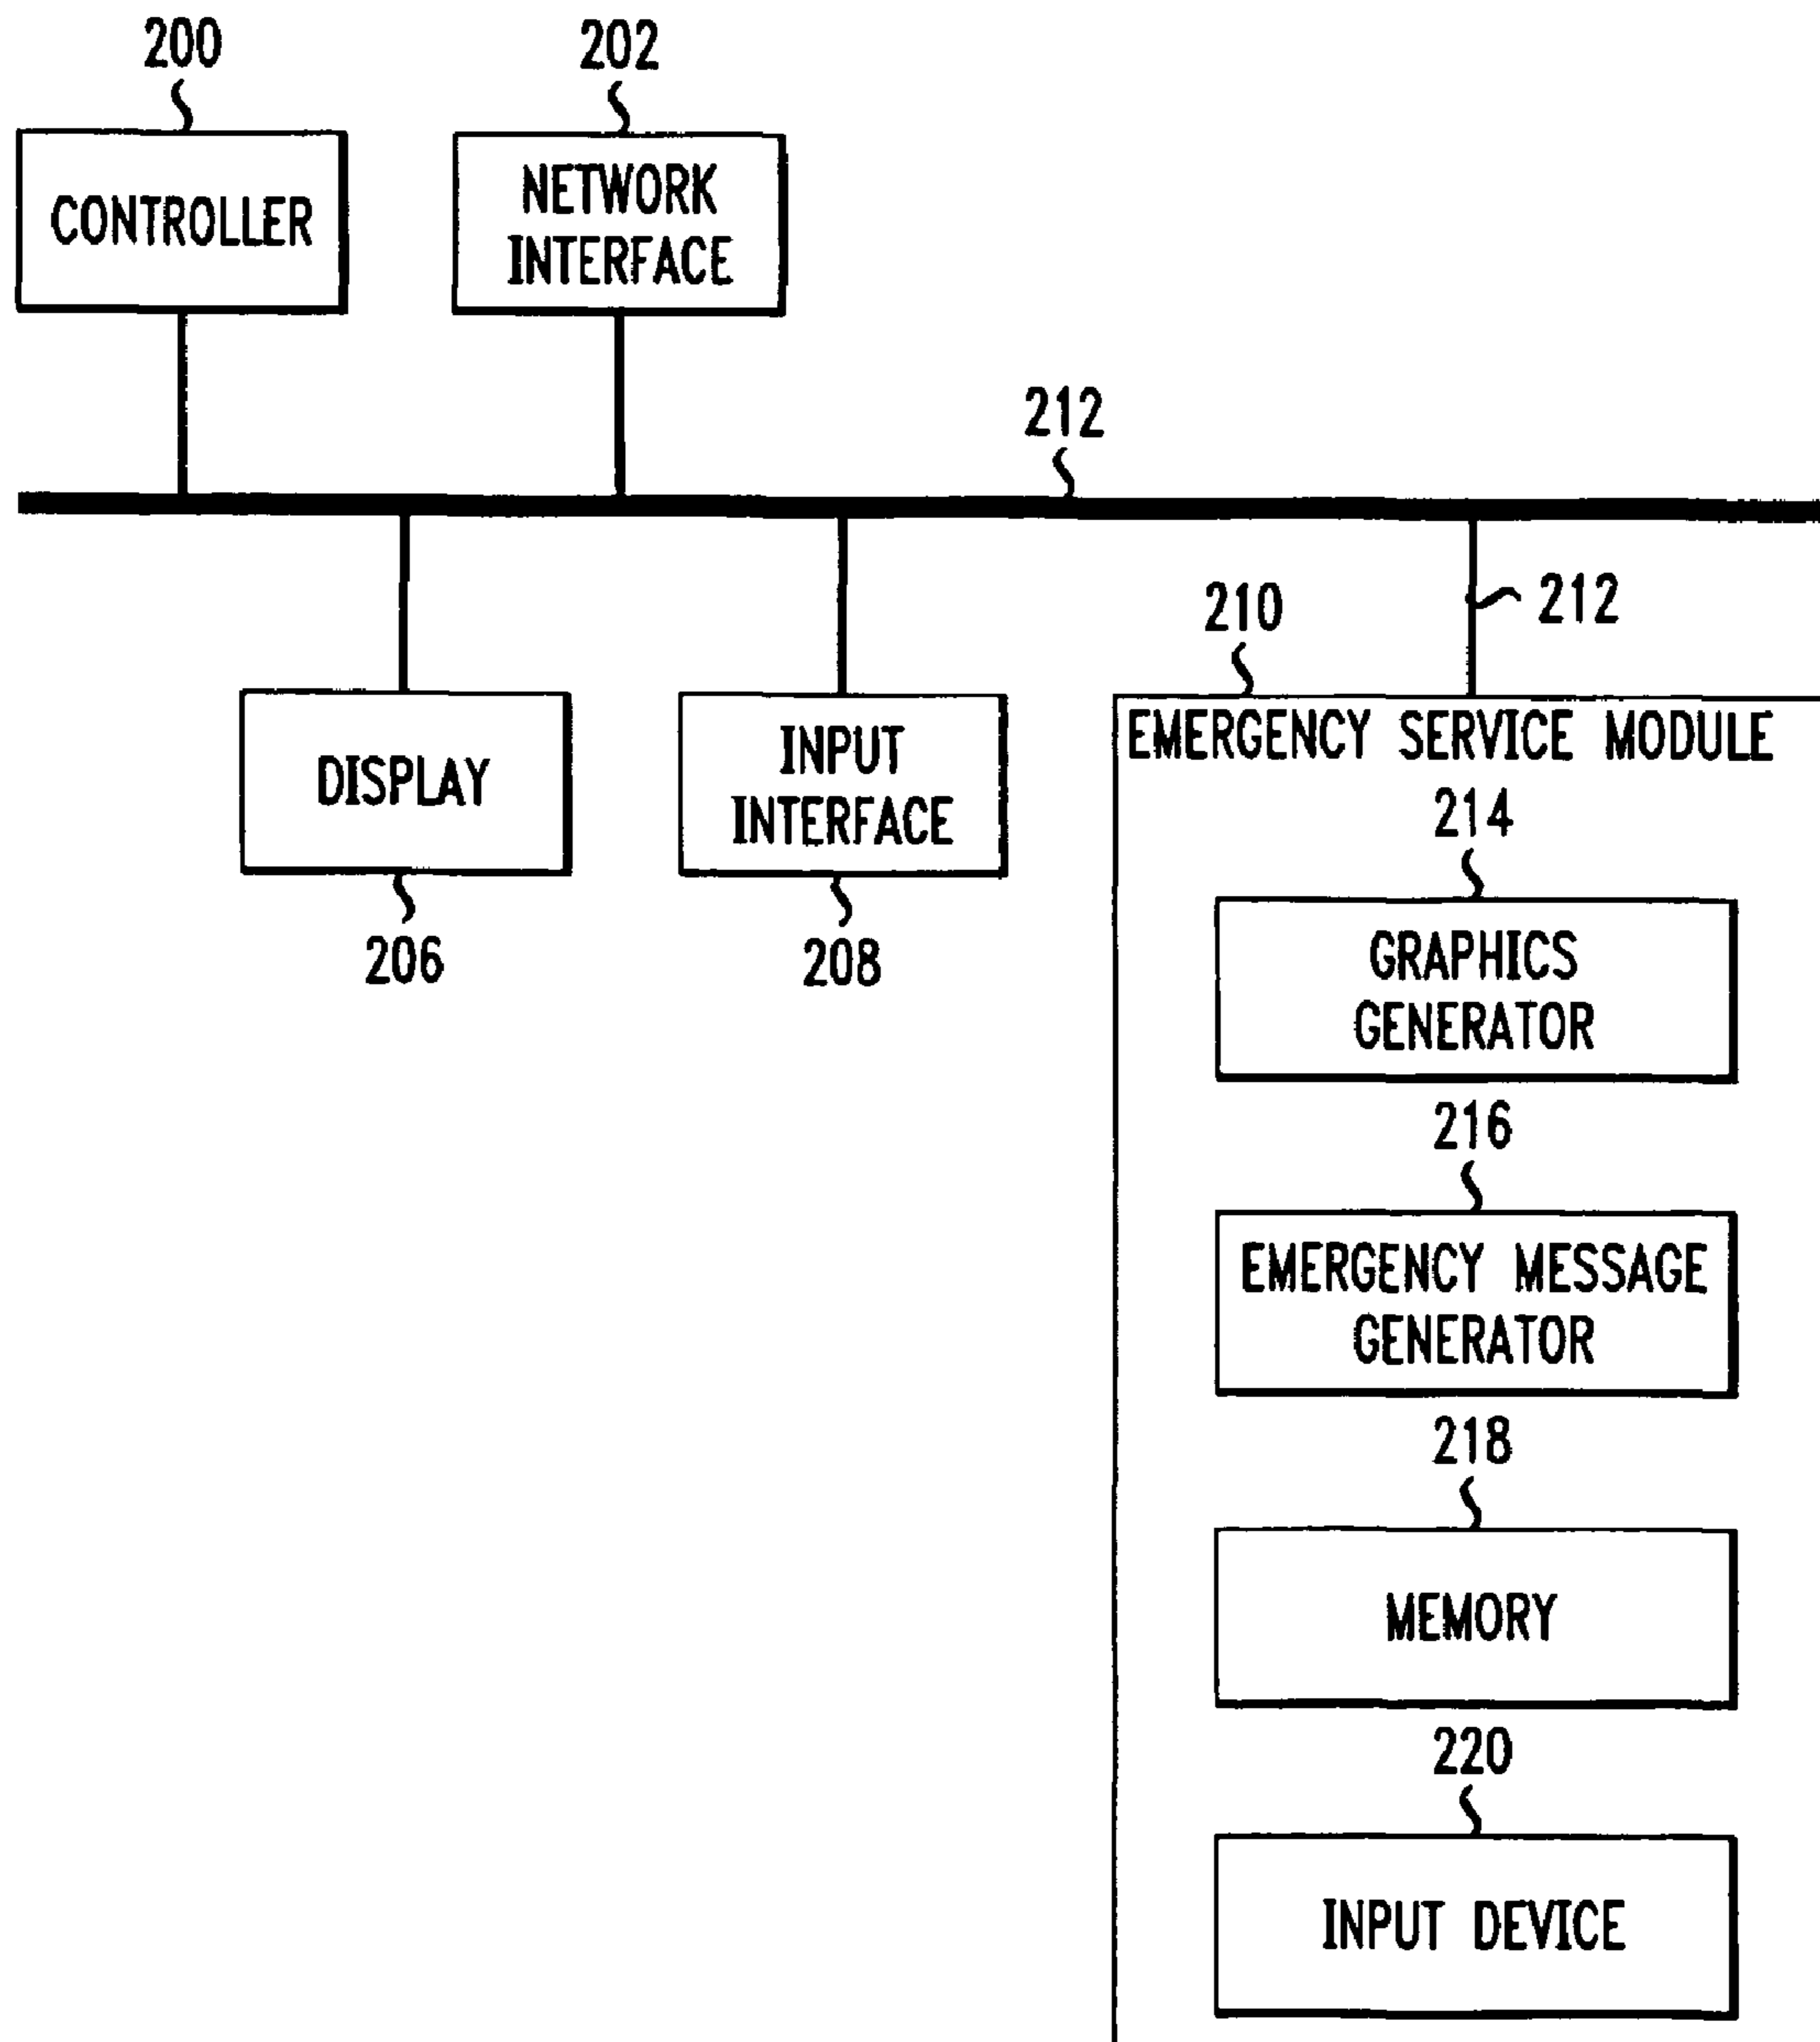 200
202
CONTROLLER
NETWORK
INTERFACE
212
212
210
EMERGENCY SERVICE MODULE
DISPLAY
INPUT
INTERFACE
206
208
214
GRAPHICS
GENERATOR
216
EMERGENCY MESSAGE
GENERATOR
218
MEMORY
220
INPUT DEVICE